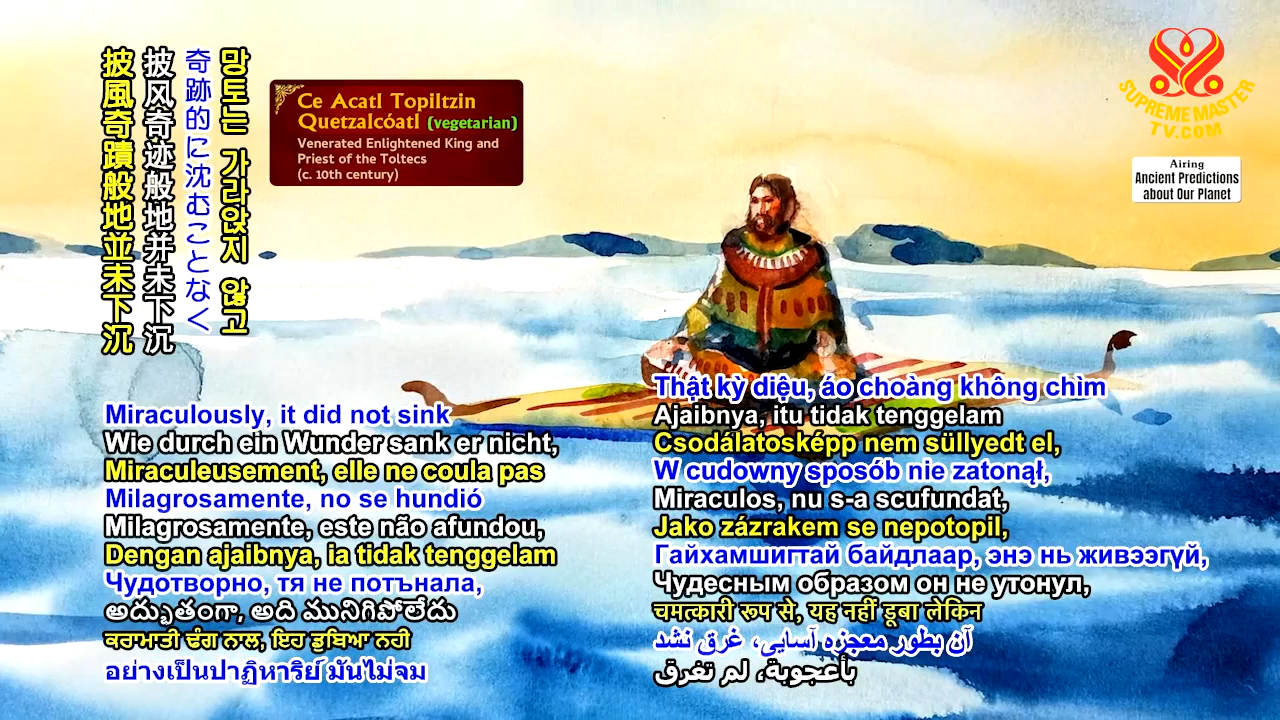 披風奇蹟般地並未下沉
披风奇迹般地并未下沉
奇跡的に沈むことなく
망토는 가라앉지 않고
Ce Acatl Topiltzin
Quetzalcóatl (vegetarian)
Venerated Enlightened King and
Priest of the Toltecs
(c. 10th century)
SUPREME MASTER
TV.COM
Airing
Ancient Predictions
about Our Planet
Miraculously, it did not sink
Wie durch ein Wunder sank er nicht,
Miraculeusement, elle ne coula pas
Milagrosamente, no se hundió
Milagrosamente, este não afundou,
Dengan ajaibnya, ia tidak tenggelam
Чудотворно, тя не потъна​ла,
అద్భుతంగా, అది మునిగిపోలేదు
ਕਰਾਮਾਤੀ ਢੰਗ ਨਾਲ, ਇਹ ਡੁਬਿਆ ਨਹੀ
อย่างเป็นปาฏิหาริย์ มันไม่จม
Thật kỳ diệu, áo choàng không chìm
Ajaibnya, itu tidak tenggelam
Csodálatosképp nem süllyedt el,
W cudowny sposób nie zatonął,
Miraculos, nu s-a scufundat,
Jako zázrakem se nepotopil,
Гайхамшигтай байдлаар, энэ нь живээгүй,
Чудесным образом он не утонул,
चमत्कारी रूप से, यह नहीं डूबा लेकिन
آن بطور معجزه آسایی، غرق نشد
بأعجوبة، لم تغرق